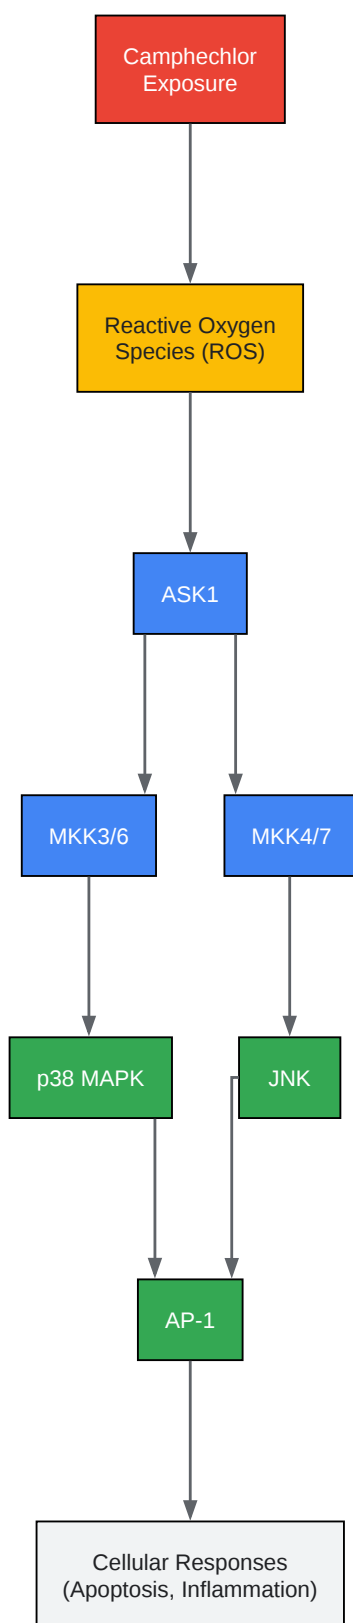 Camphechlor
Exposure
Reactive Oxygen
Species (ROS)
ASK1
MKK3/6
MKK4/7
p38 MAPK
JNK
AP-1
Cellular Responses
(Apoptosis, Inflammation)